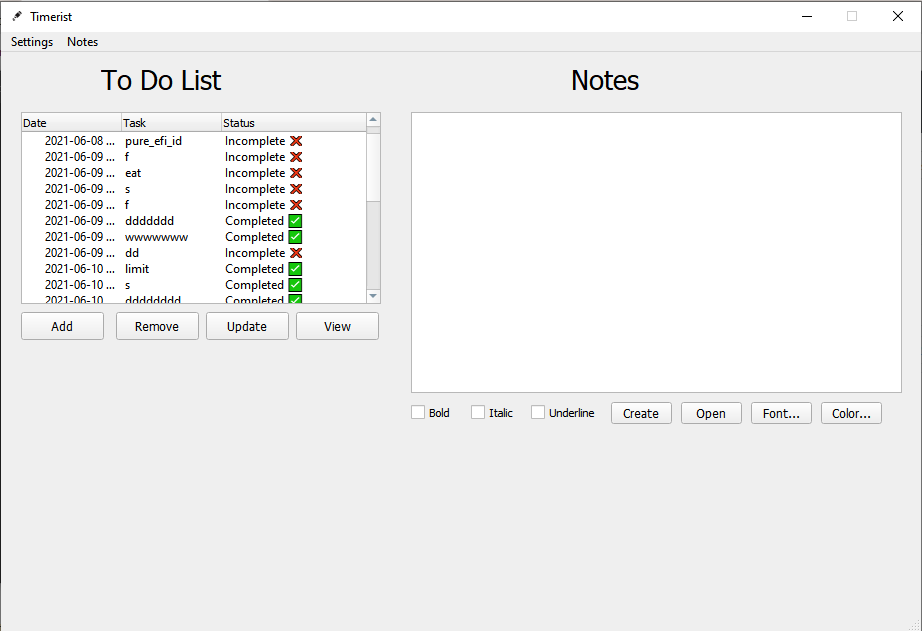 Timerist
Settings Notes
To Do List
Notes
Date Task Status
2021-06-08 ... pure_efi_id Incomplete
2021-06-09 ... f Incomplete
2021-06-09 ... eat Incomplete
2021-06-09 ... s Incomplete
2021-06-09 ... f Incomplete
2021-06-09 ... ddddddd Completed
2021-06-09 ... wwwwwww Completed
2021-06-09 ... dd Incomplete
2021-06-10 ... limit Completed
2021-06-10 ... s Completed
2021-06-10 ... dddddddd Completed
Add Remove Update View
Bold Italic Underline Create Open Font... Color...